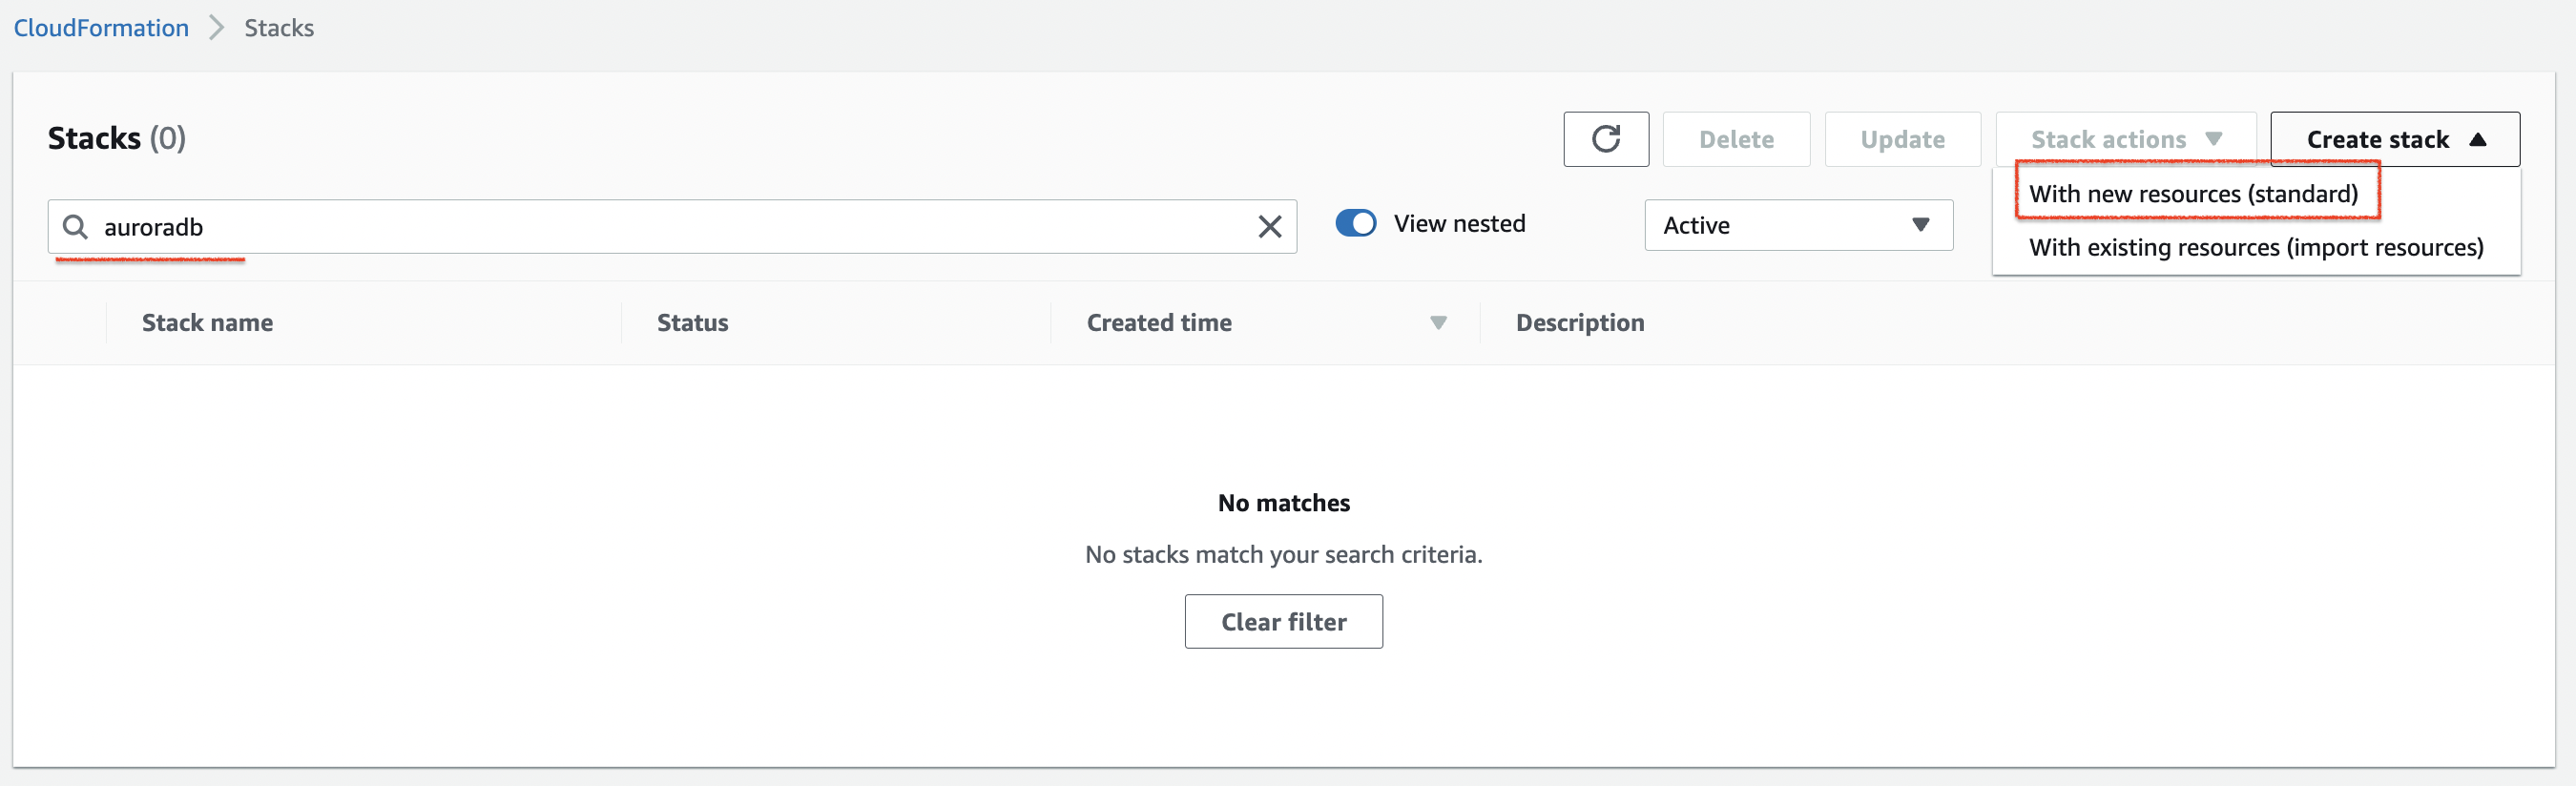 CloudFormation > Stacks
Stacks (0)
Delete
Update
Stack actions
Create stack
With new resources (standard)
With existing resources (import resources)
auroradb
View nested
Active
Stack name
Status
Created time
Description
No matches
No stacks match your search criteria.
Clear filter